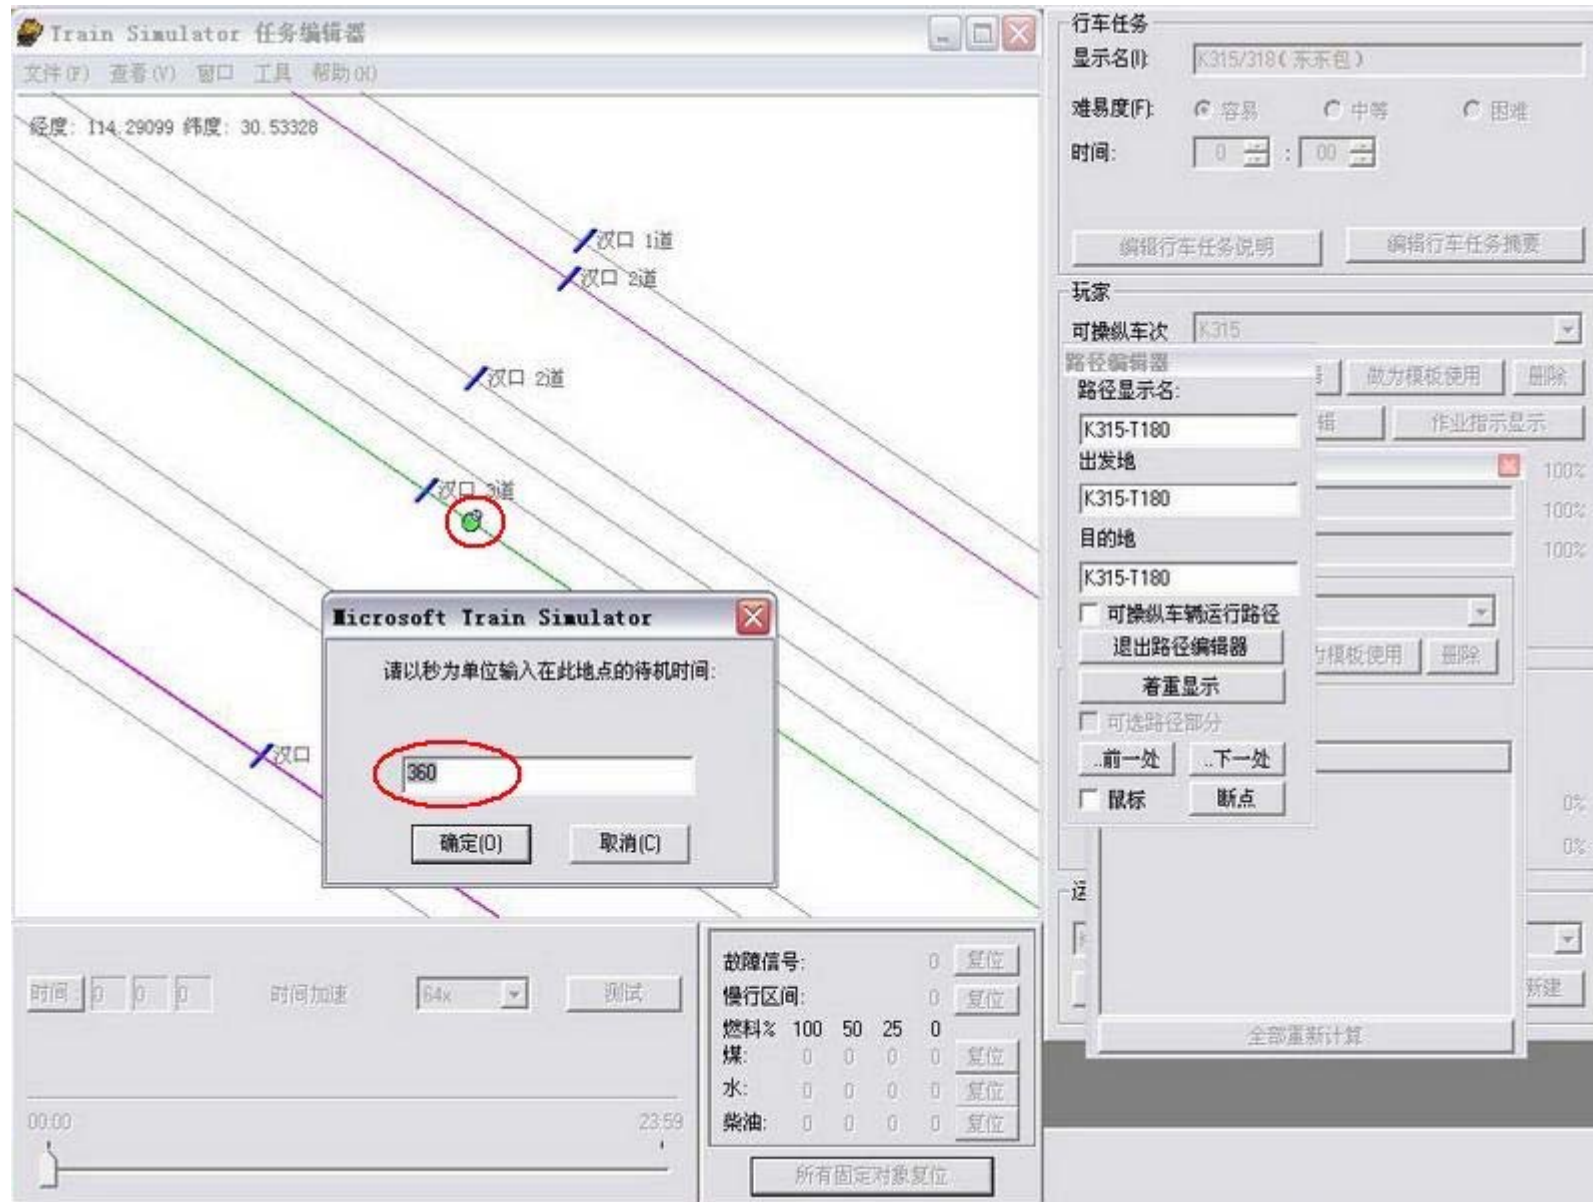 Train Simulator 任务编辑器
文件(F) 查看(V) 窗口 工具 帮助(H)
经度: 114.29099 纬度: 30.53328
汉口 1道
汉口 2道
汉口 2道
汉口 3道
汉口
Microsoft Train Simulator
请以秒为单位输入在此地点的待机时间:
360
确定(O) 取消(C)
时间: 0 0 0 时间加速 64x 测试
00:00 23:59
故障信号: 0 复位
慢行区间: 0 复位
燃料% 100 50 25 0
煤: 0 0 0 0 复位
水: 0 0 0 0 复位
柴油: 0 0 0 0 复位
所有固定对象复位
行车任务
显示名(I): K315/318(东东包)
难易度(F): 容易 中等 困难
时间: 0 : 00
编辑行车任务说明 编辑行车任务摘要
玩家
可操纵车次 K315
做为模板使用 删除
辑 作业指示显示
路径编辑器
路径显示名:
K315-T180
出发地
K315-T180
目的地
K315-T180
可操纵车辆运行路径
退出路径编辑器
着重显示
可选路径部分
..前一处 ..下一处
鼠标 断点
100%
100%
100%
模板使用 删除
0%
0%
新建
全部重新计算